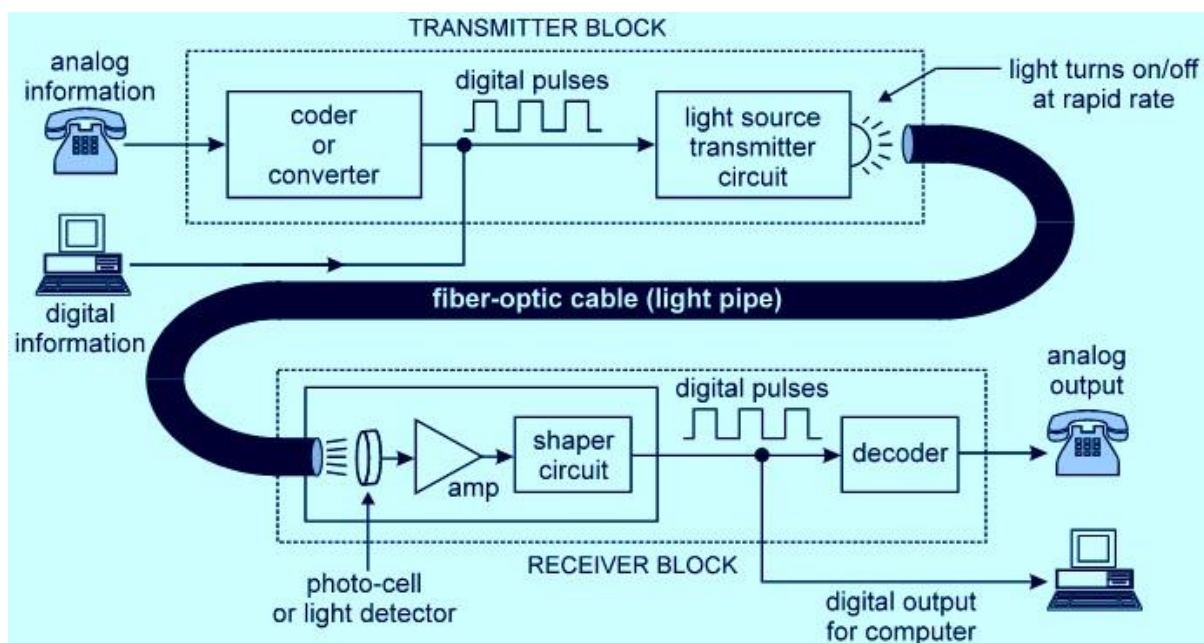 TRANSMITTER BLOCK
analog
information
digital pulses
light turns on/off
at rapid rate
coder
or
converter
light source
transmitter
circuit
digital
information
fiber-optic cable (light pipe)
analog
output
digital pulses
shaper
circuit
amp
decoder
RECEIVER BLOCK
photo-cell
or light detector
digital output
for computer